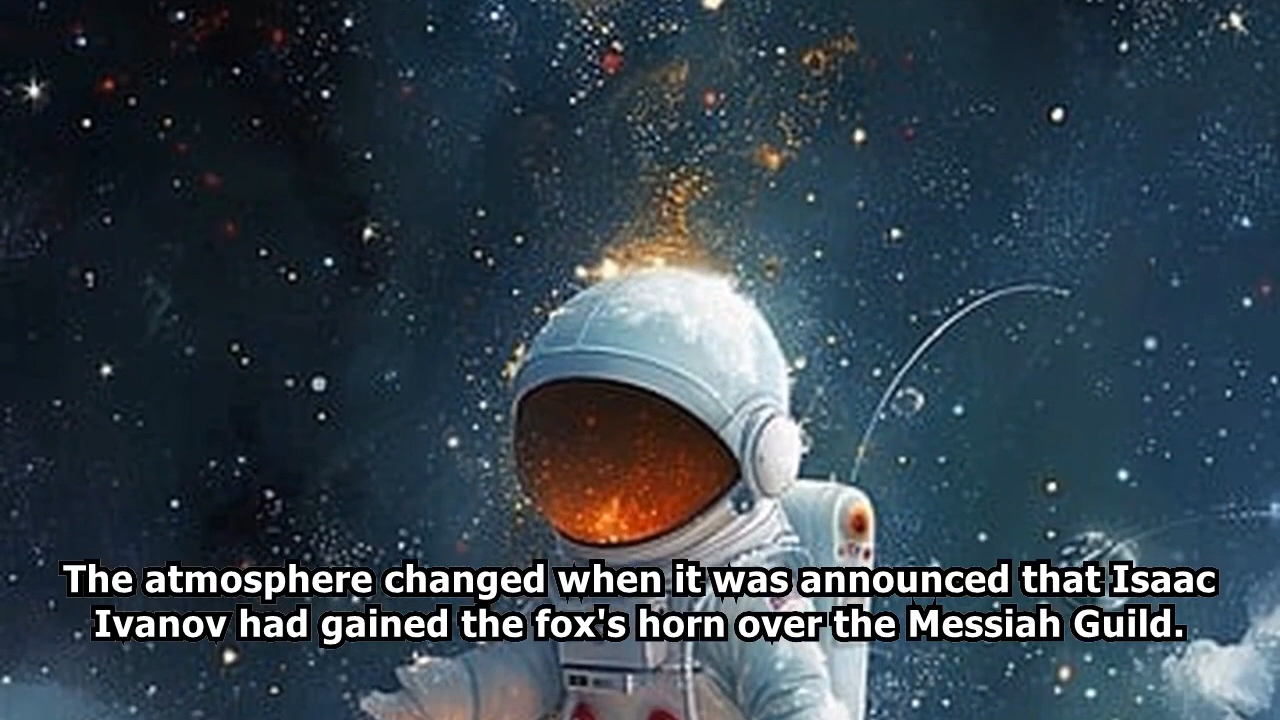 The atmosphere changed when it was announced that Isaac
Ivanov had gained the fox's horn over the Messiah Guild.